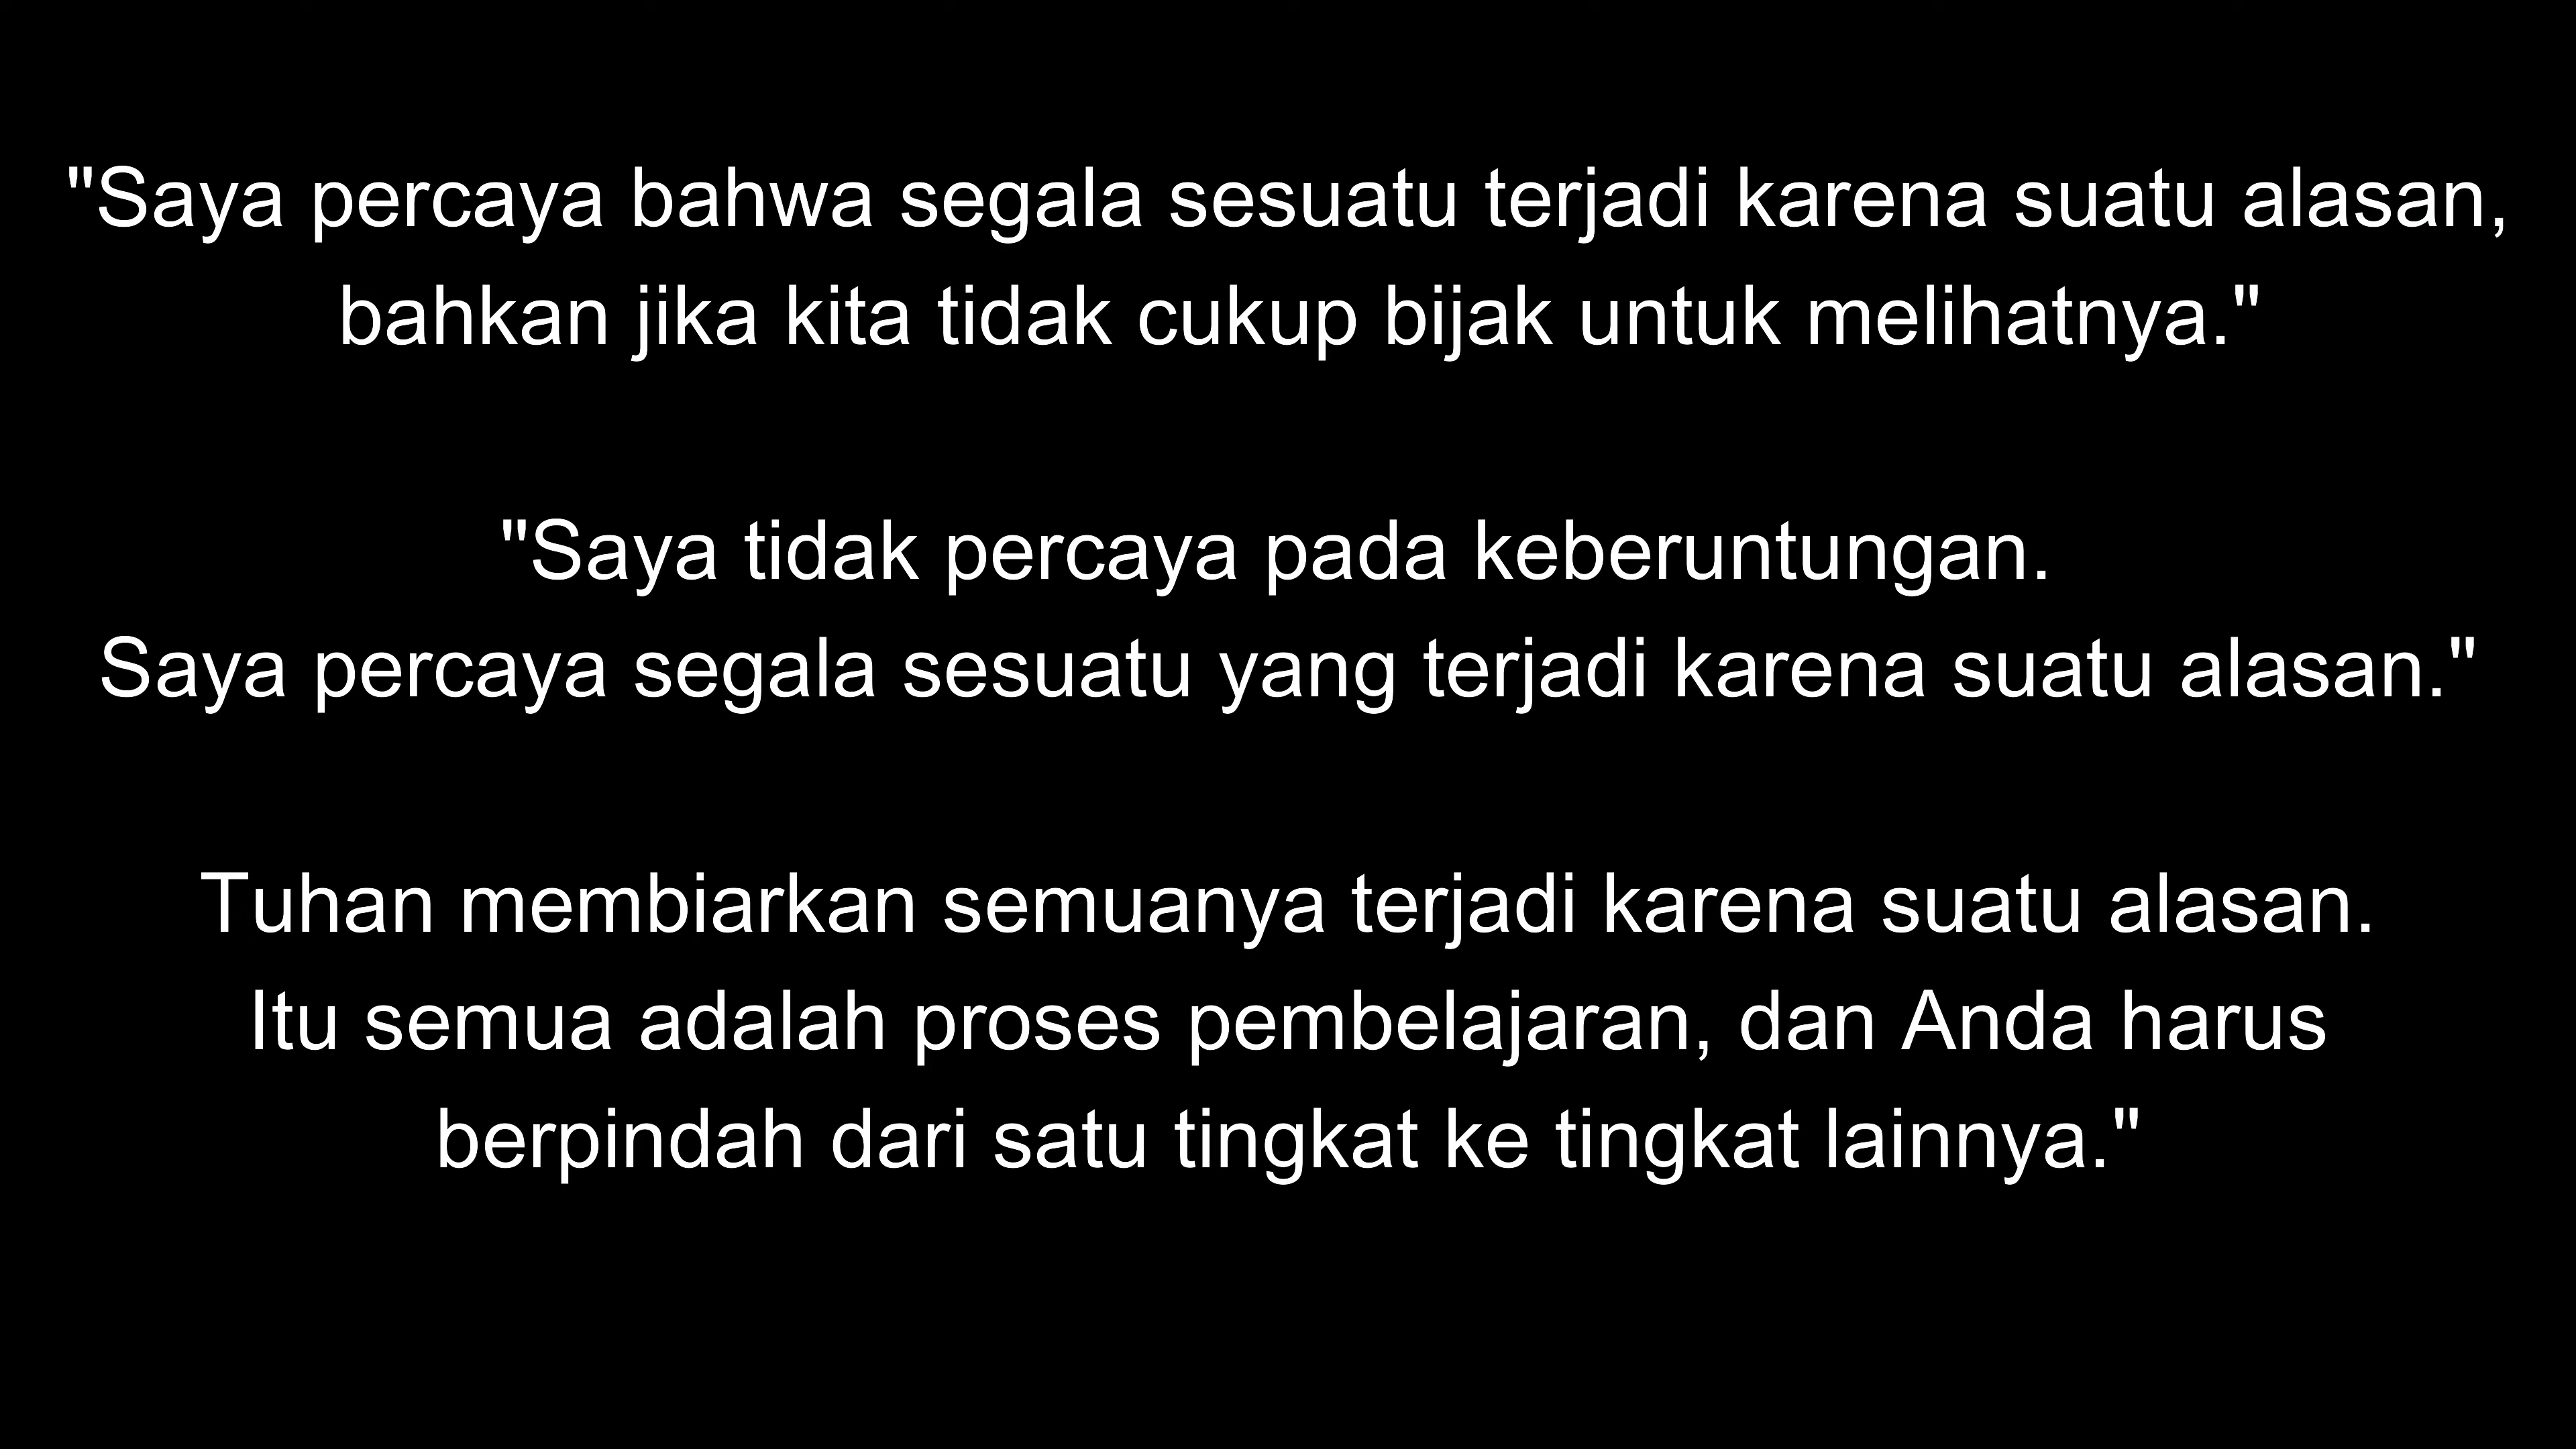 "Saya percaya bahwa segala sesuatu terjadi karena suatu alasan,
bahkan jika kita tidak cukup bijak untuk melihatnya."
"Saya tidak percaya pada keberuntungan.
Saya percaya segala sesuatu yang terjadi karena suatu alasan."
Tuhan membiarkan semuanya terjadi karena suatu alasan.
Itu semua adalah proses pembelajaran, dan Anda harus
berpindah dari satu tingkat ke tingkat lainnya."